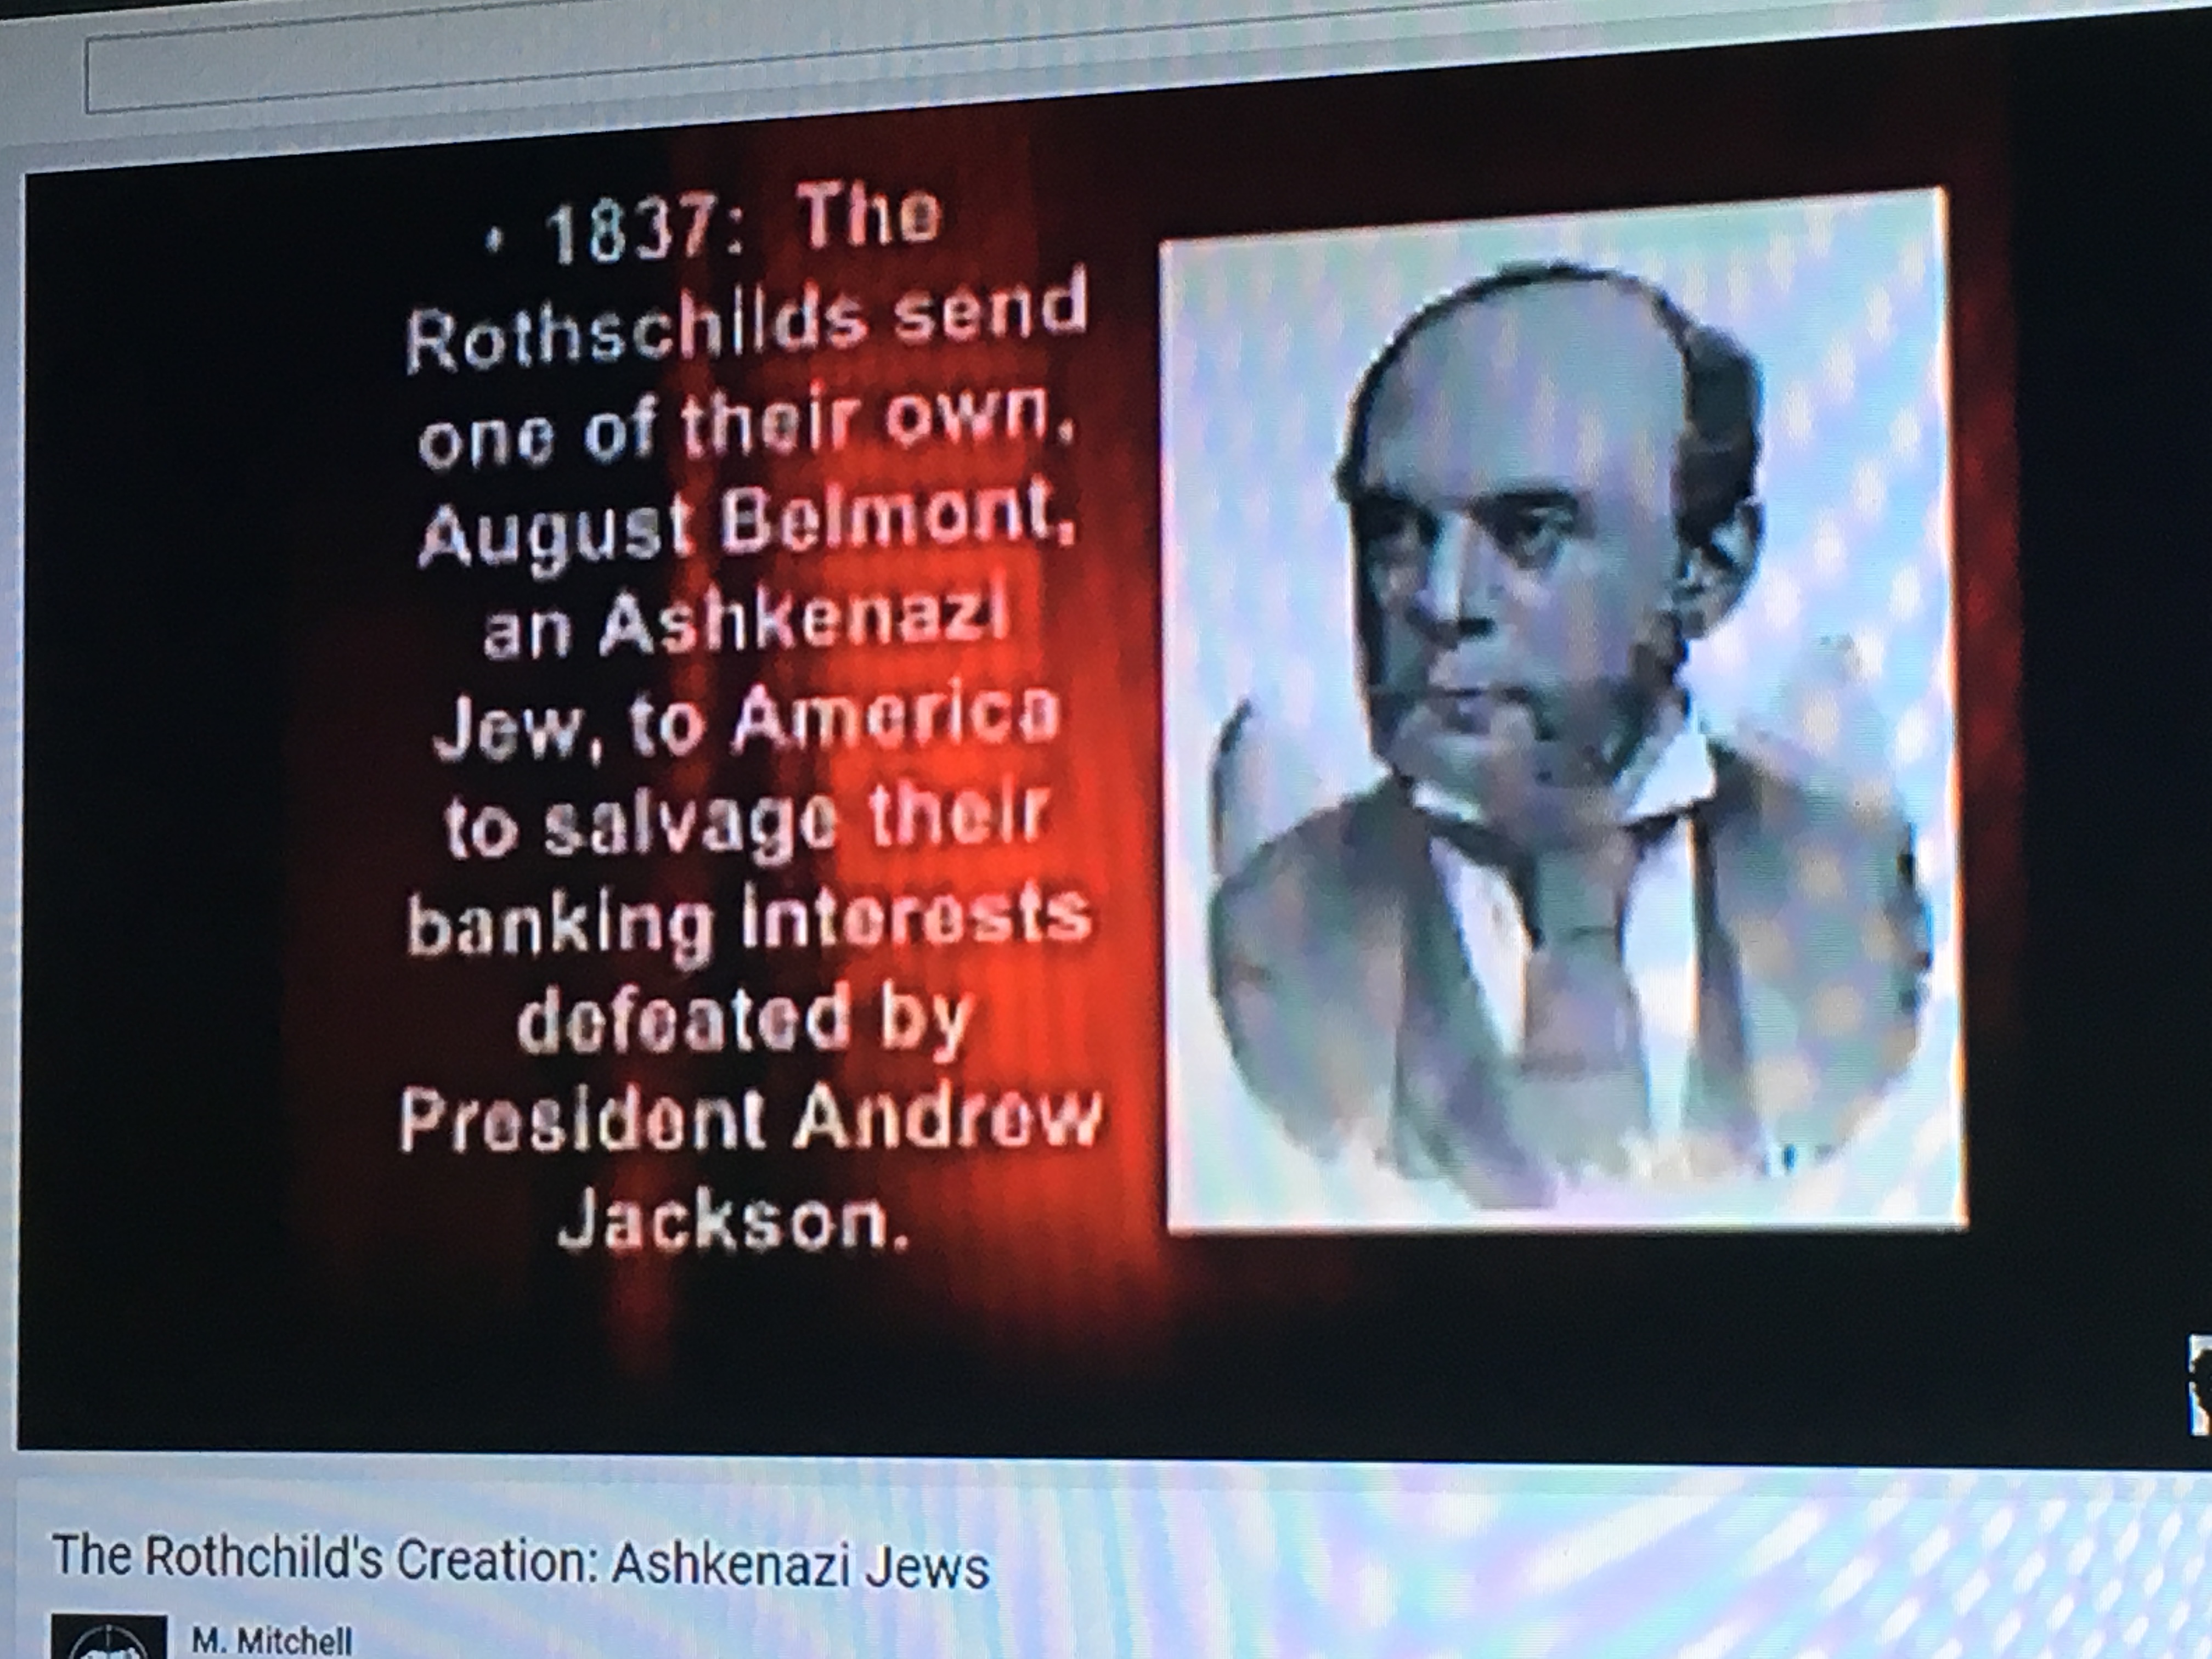 • 1837: The
Rothschilds send
one of their own,
August Belmont,
an Ashkenazi
Jew, to America
to salvage their
banking interests
defeated by
President Andrew
Jackson.
The Rothchild's Creation: Ashkenazi Jews
M. Mitchell